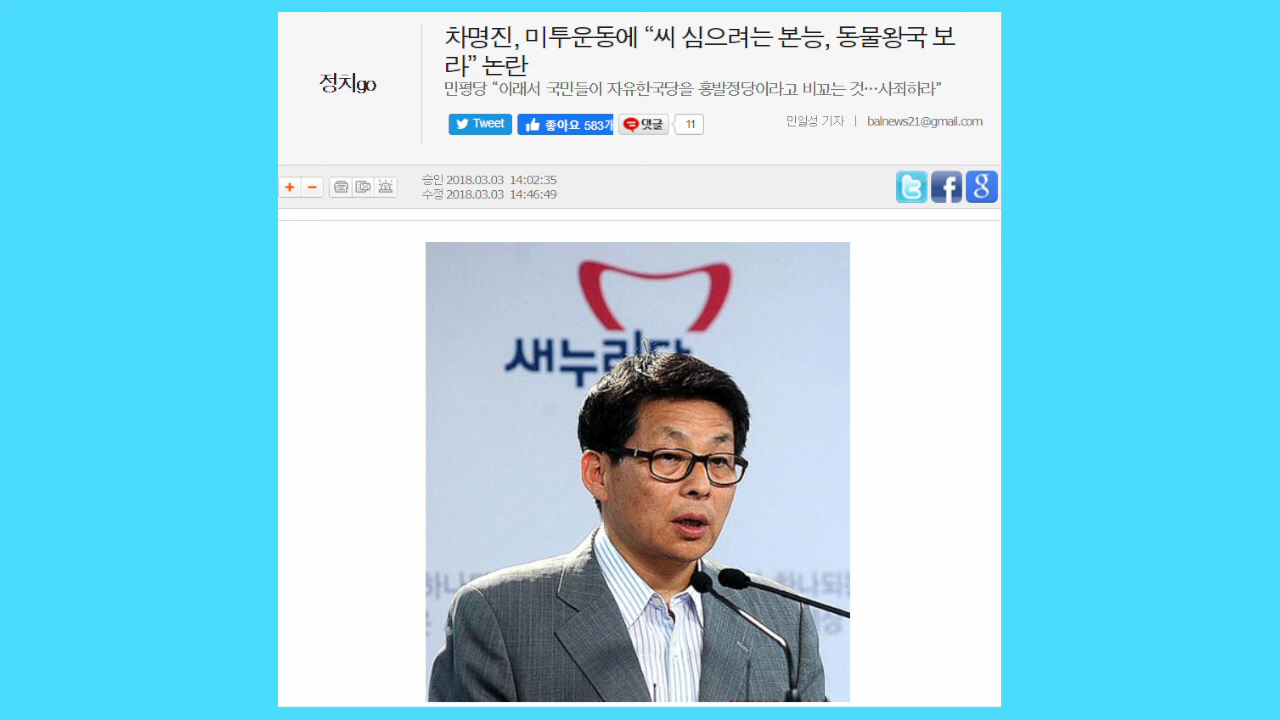 차명진, 미투운동에 “씨 심으려는 본능, 동물왕국 보
라” 논란
정치go
민평당 “이래서 국민들이 자유한국당을 홍발정당이라고 비꼬는 것…사죄하라”
Tweet
좋아요 583개
댓글
11
민일성 기자 | balnews21@gmail.com
승인 2018.03.03 14:02:35
수정 2018.03.03 14:46:49
새누리당